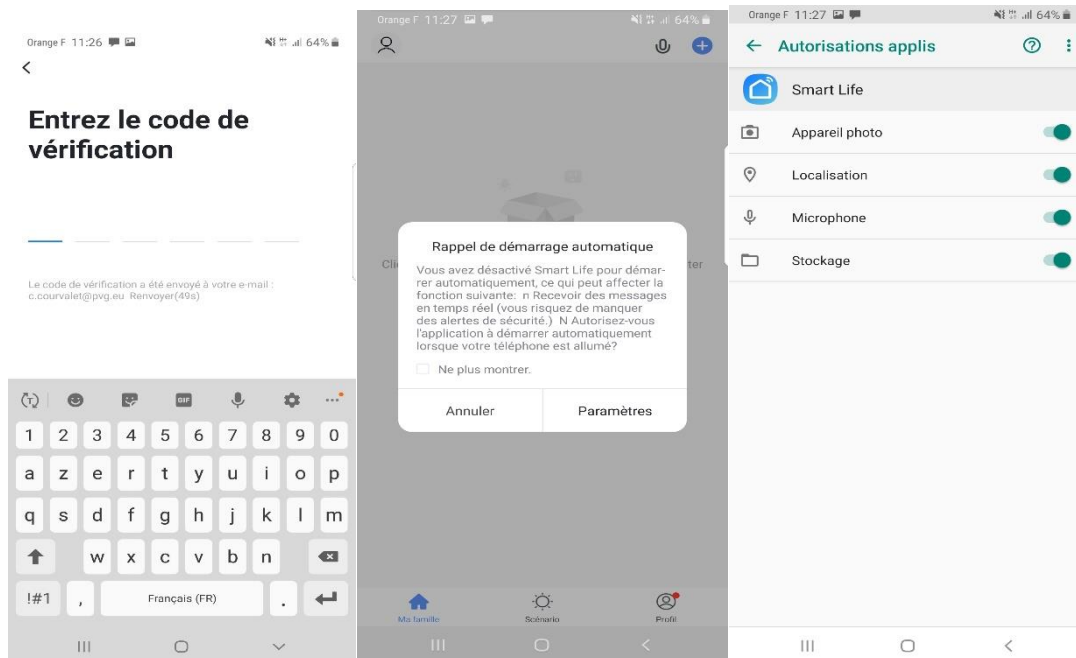 Orange F 11:26
64%
Entrez le code de
vérification
Le code de vérification a été envoyé à votre e-mail :
c.courvalet@pvg.eu Renvoyer(49s)
GIF
1 2 3 4 5 6 7 8 9 0
a z e r t y u i o p
q s d f g h j k l m
w x c v b n
!#1 , Français (FR) .
Orange F 11:27
64%
Cli
ter
Rappel de démarrage automatique
Vous avez désactivé Smart Life pour démar-
rer automatiquement, ce qui peut affecter la
fonction suivante: n Recevoir des messages
en temps réel (vous risquez de manquer
des alertes de sécurité.) N Autorisez-vous
l'application à démarrer automatiquement
lorsque votre téléphone est allumé?
Ne plus montrer.
Annuler Paramètres
Ma famille Scénario Profil
Orange F 11:27
64%
Autorisations applis
Smart Life
Appareil photo
Localisation
Microphone
Stockage